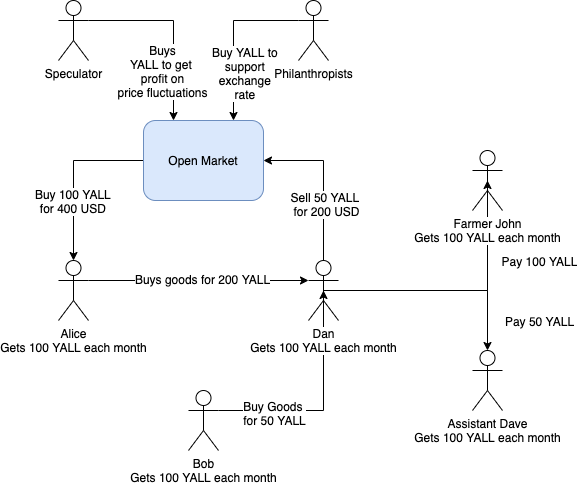 Speculator
Buys
YALL to get
profit on
price fluctuations
Buy YALL to
support
exchange
rate
Philanthropists
Open Market
Buy 100 YALL
for 400 USD
Sell 50 YALL
for 200 USD
Farmer John
Gets 100 YALL each month
Pay 100 YALL
Buys goods for 200 YALL
Alice
Gets 100 YALL each month
Dan
Gets 100 YALL each month
Pay 50 YALL
Buy Goods
for 50 YALL
Assistant Dave
Gets 100 YALL each month
Bob
Gets 100 YALL each month